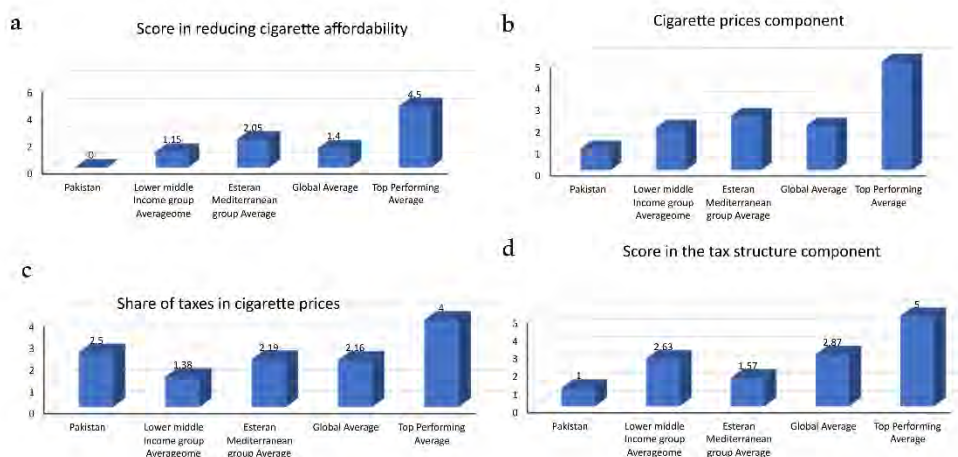 a
Score in reducing cigarette affordability
6
4
2
0
0
1.15
2.05
1.4
4.5
Pakistan
Lower middle
Income group
Averageome
Esteran
Mediterranean
group Average
Global Average
Top Performing
Average
b
Cigarette prices component
5
4
3
2
1
0
Pakistan
Lower middle
Income group
Averageome
Esteran
Mediterranean
group Average
Global Average
Top Performing
Average
c
Share of taxes in cigarette prices
4
3
2
1
0
2.5
1.38
2.19
2.16
4
Pakistan
Lower middle
Income group
Averageome
Esteran
Mediterranean
group Average
Global Average
Top Performing
Average
d
Score in the tax structure component
5
4
3
2
1
0
1
2.63
1.57
2.87
5
Pakistan
Lower middle
Income group
Averageome
Esteran
Mediterranean
group Average
Global Average
Top Performing
Average